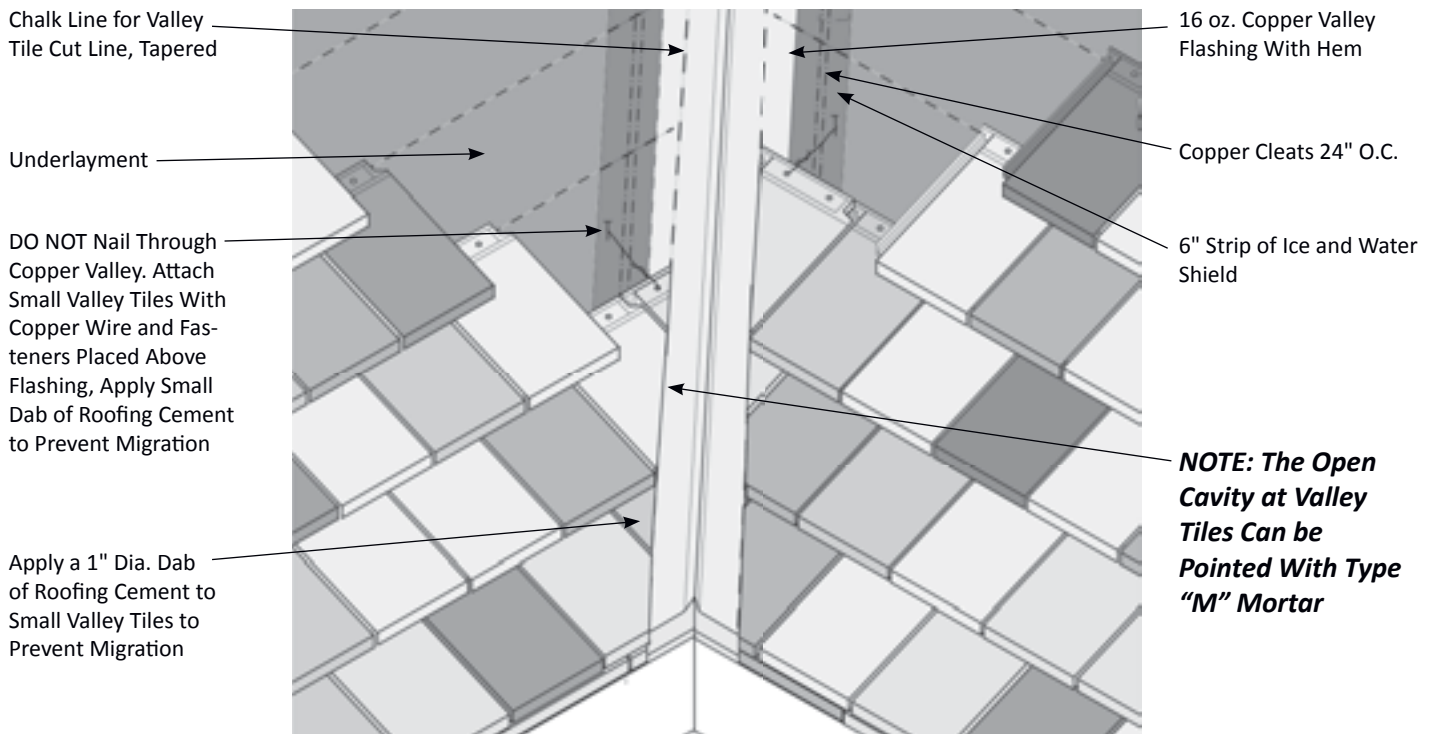 Chalk Line for Valley
Tile Cut Line, Tapered
Underlayment
DO NOT Nail Through
Copper Valley. Attach
Small Valley Tiles With
Copper Wire and Fas-
teners Placed Above
Flashing, Apply Small
Dab of Roofing Cement
to Prevent Migration
Apply a 1" Dia. Dab
of Roofing Cement to
Small Valley Tiles to
Prevent Migration
16 oz. Copper Valley
Flashing With Hem
Copper Cleats 24" O.C.
6" Strip of Ice and Water
Shield
NOTE: The Open
Cavity at Valley
Tiles Can be
Pointed With Type
“M” Mortar